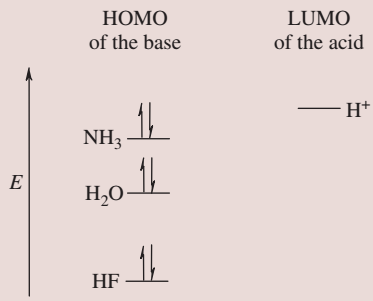 HOMO
of the base
LUMO
of the acid
H⁺
NH₃
E
H₂O
HF